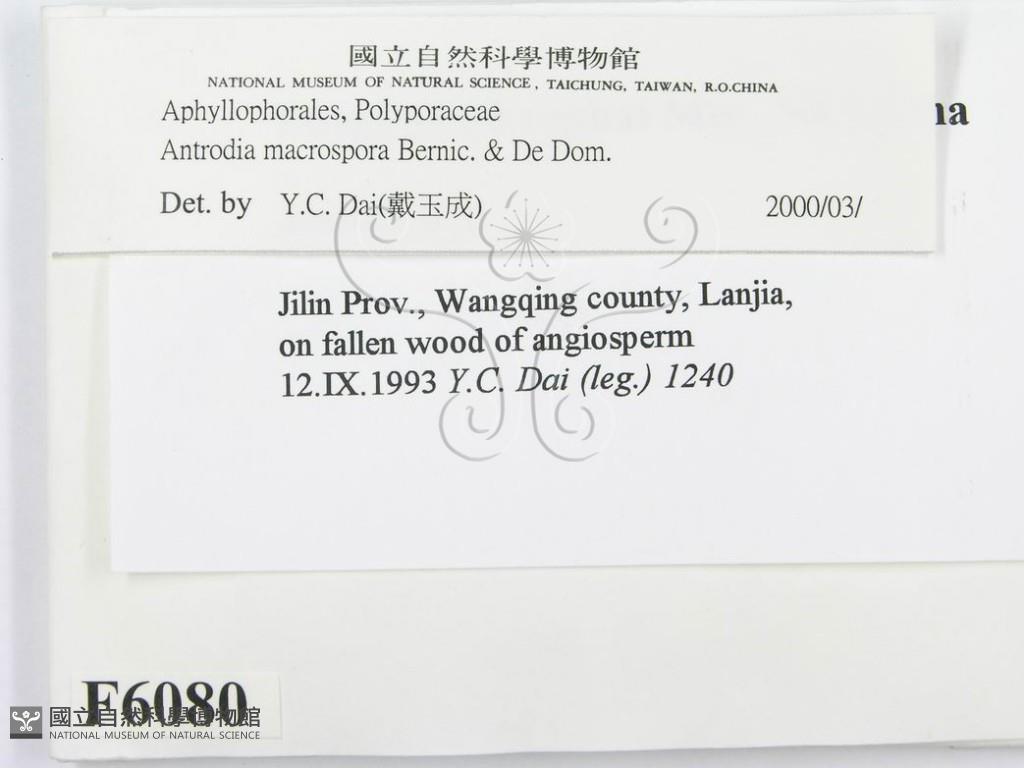 國立自然科學博物館
NATIONAL MUSEUM OF NATURAL SCIENCE, TAICHUNG, TAIWAN, R.O.CHINA
Aphyllophorales, Polyporaceae
Antrodia macrospora Bernic. & De Dom.
Det. by Y.C. Dai(戴玉成) 2000/03/
na
Jilin Prov., Wangqing county, Lanjia,
on fallen wood of angiosperm
12.IX.1993 Y.C. Dai (leg.) 1240
F6080
國立自然科學博物館
NATIONAL MUSEUM OF NATURAL SCIENCE